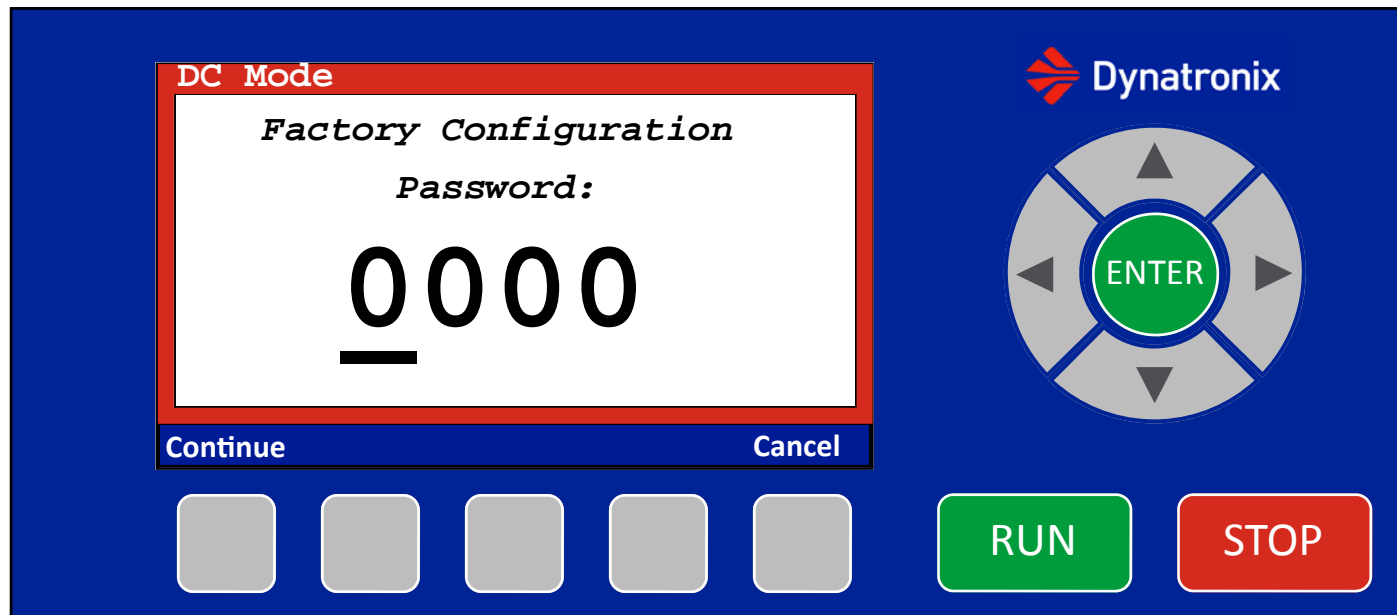 DC Mode
Factory Configuration
Password:
0000
Continue Cancel
Dynatronix
ENTER
RUN STOP